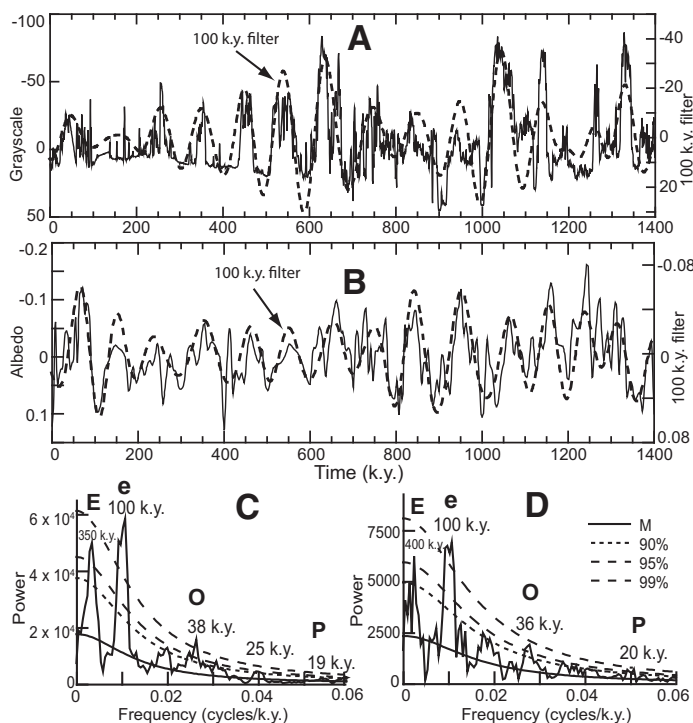 A
100 k.y. filter
Grayscale
-100
-50
0
50
100 k.y. filter
-40
-20
0
20
0 200 400 600 800 1000 1200 1400
B
100 k.y. filter
Albedo
-0.2
-0.1
0
0.1
100 k.y. filter
-0.08
0
0.08
0 200 400 600 800 1000 1200 1400
Time (k.y.)
C
E
e
100 k.y.
350 k.y.
O
38 k.y.
25 k.y.
P
19 k.y.
Power
6 x 10⁴
4 x 10⁴
2 x 10⁴
0
0 0.02 0.04 0.06
Frequency (cycles/k.y.)
D
E
e
100 k.y.
400 k.y.
O
36 k.y.
P
20 k.y.
M
90%
95%
99%
Power
7500
5000
2500
0
0 0.02 0.04 0.06
Frequency (cycles/k.y.)